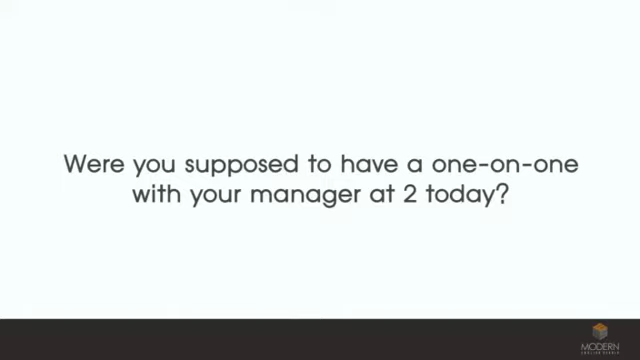 Were you supposed to have a one-on-one
with your manager at 2 today?
MODERN